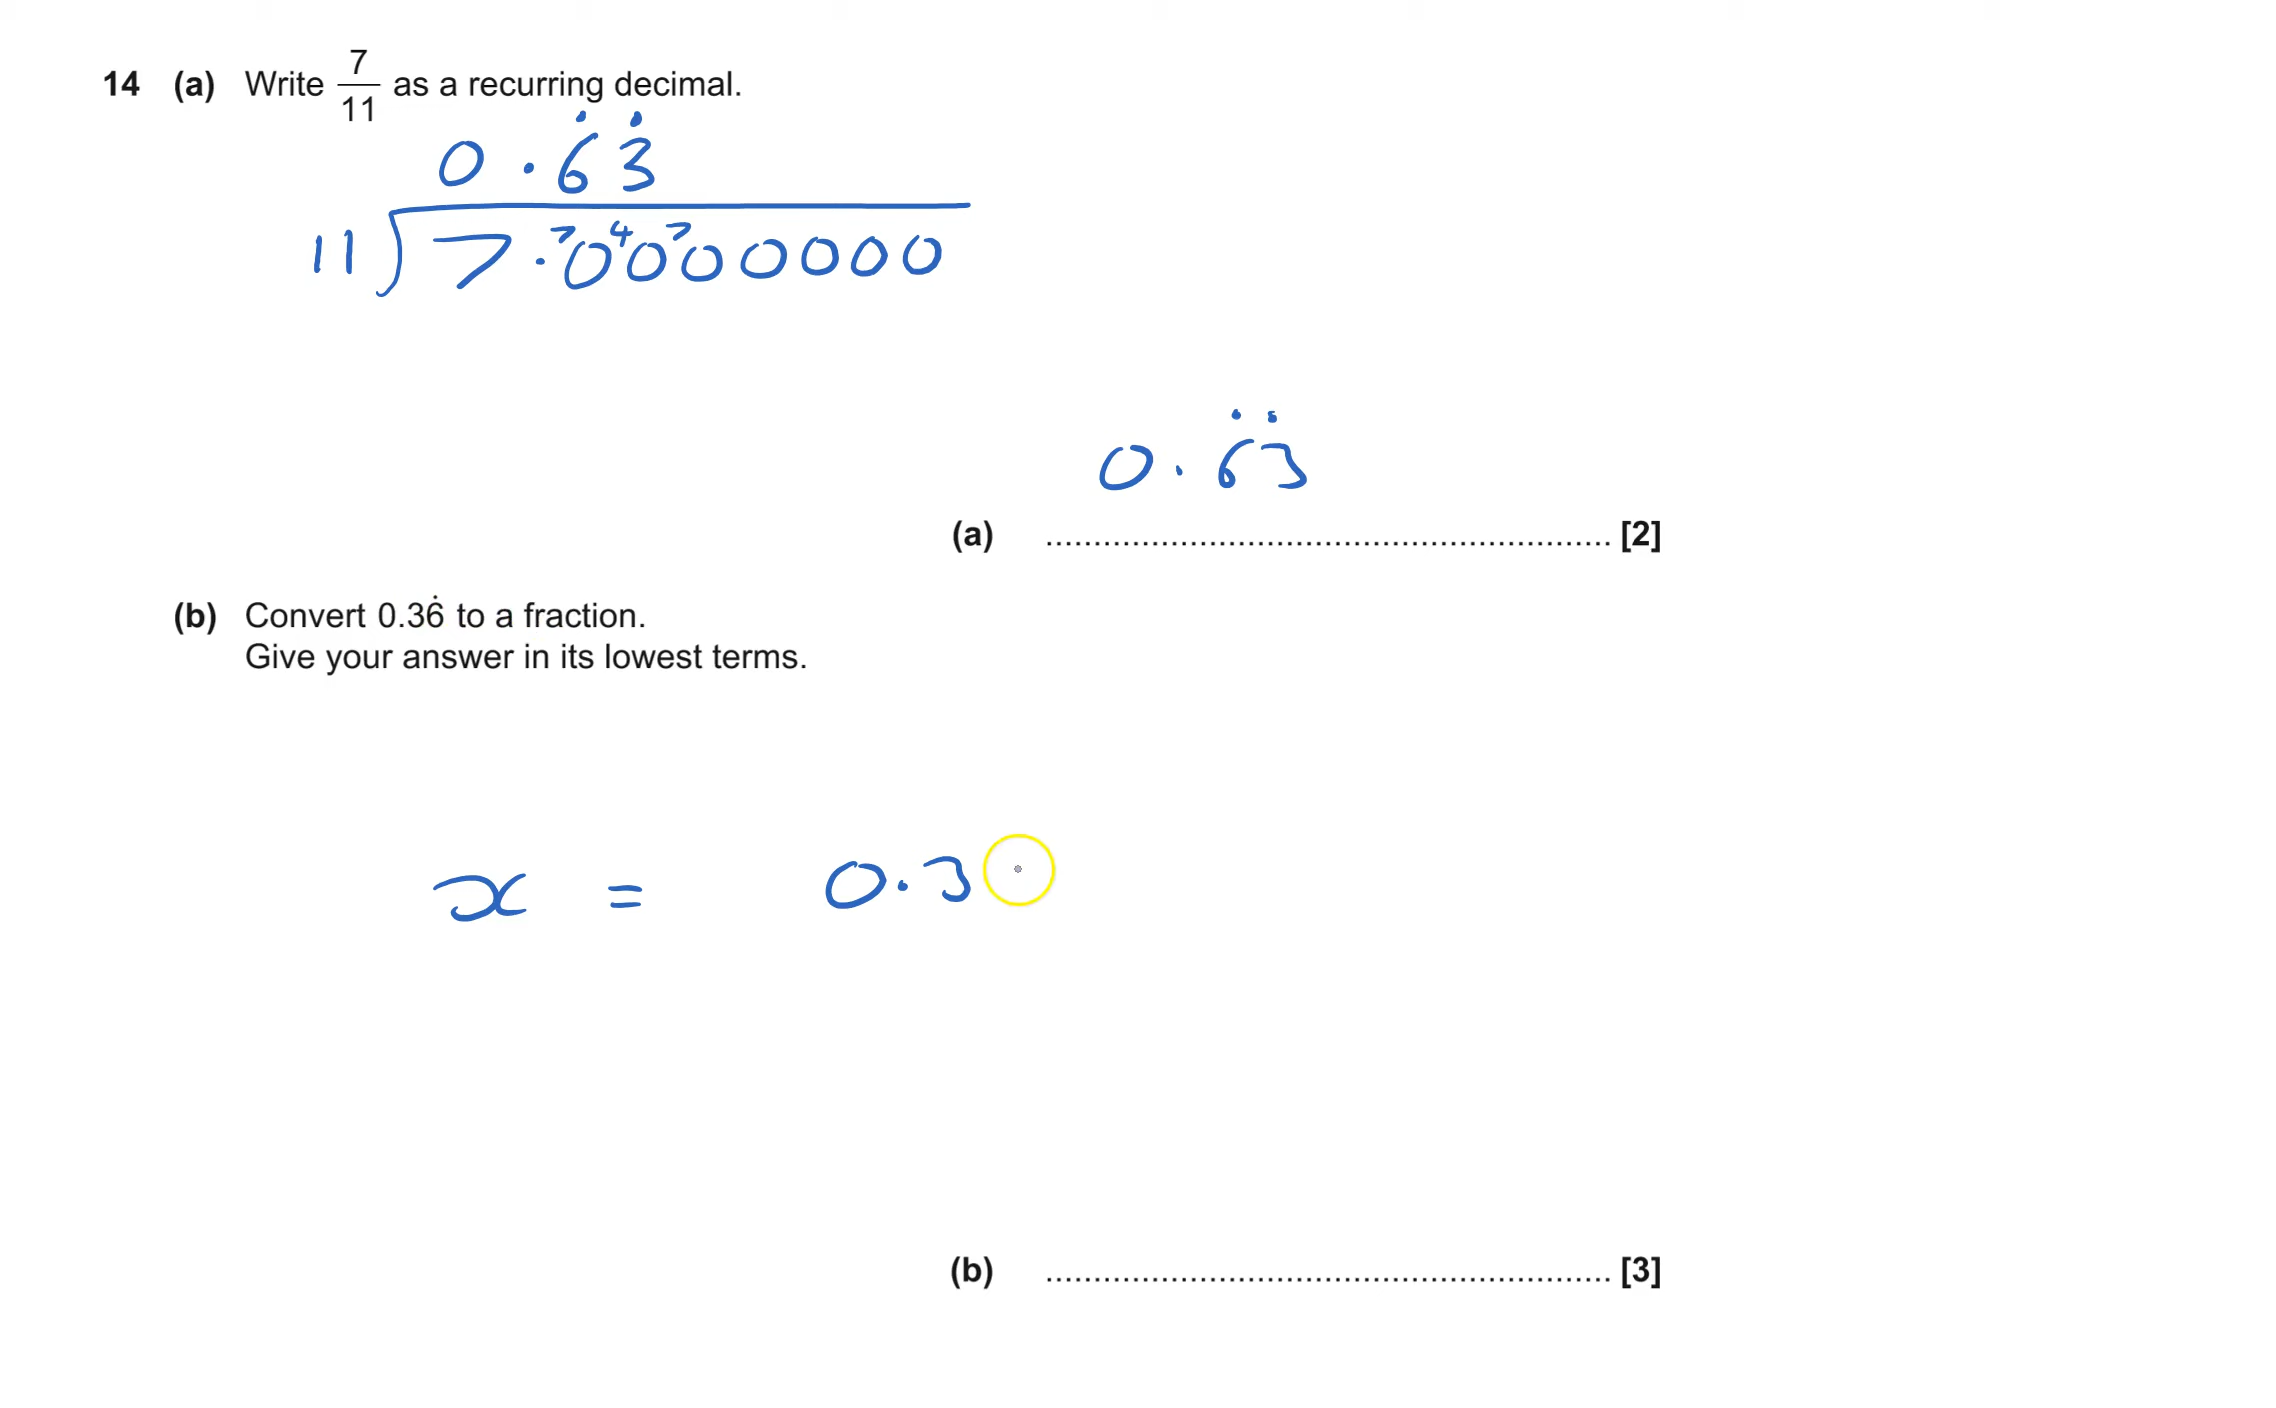 14 (a) Write 7/11 as a recurring decimal.
0.6̇3̇
11 7.⁷0⁴0⁷00000
0.6̇3̇
(a) ........................................................... [2]
(b) Convert 0.36̇ to a fraction.
Give your answer in its lowest terms.
x = 0.3
(b) ........................................................... [3]